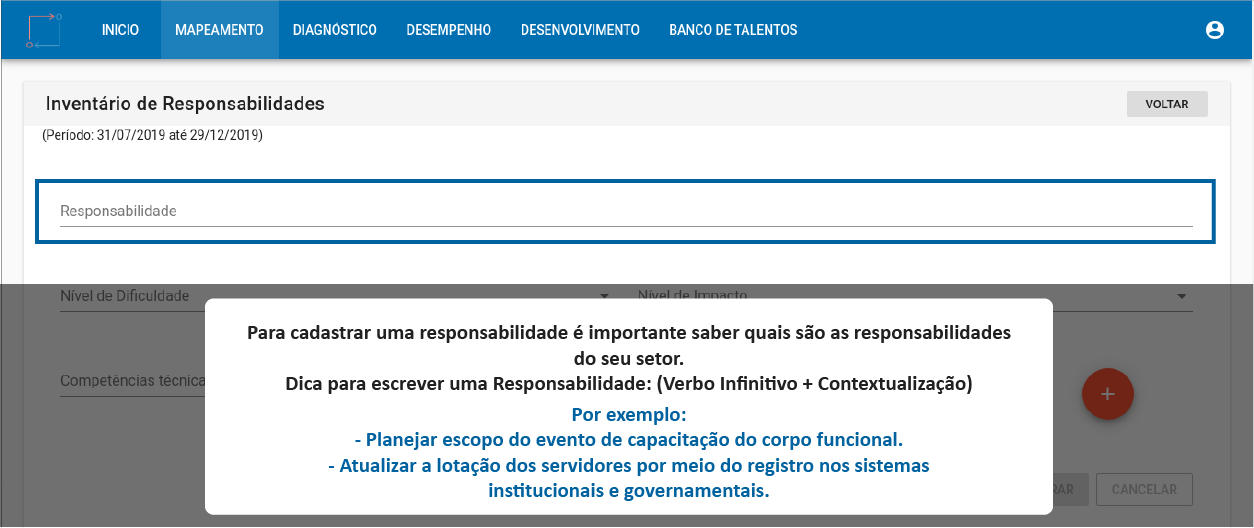 INICIO MAPEAMENTO DIAGNÓSTICO DESEMPENHO DESENVOLVIMENTO BANCO DE TALENTOS
Inventário de Responsabilidades VOLTAR
(Período: 31/07/2019 até 29/12/2019)
Responsabilidade
Nível de Dificuldade Nível de Impacto
Para cadastrar uma responsabilidade é importante saber quais são as responsabilidades
do seu setor.
Dica para escrever uma Responsabilidade: (Verbo Infinitivo + Contextualização)
Competências técnica
Por exemplo:
- Planejar escopo do evento de capacitação do corpo funcional.
- Atualizar a lotação dos servidores por meio do registro nos sistemas
institucionais e governamentais.
RAR CANCELAR